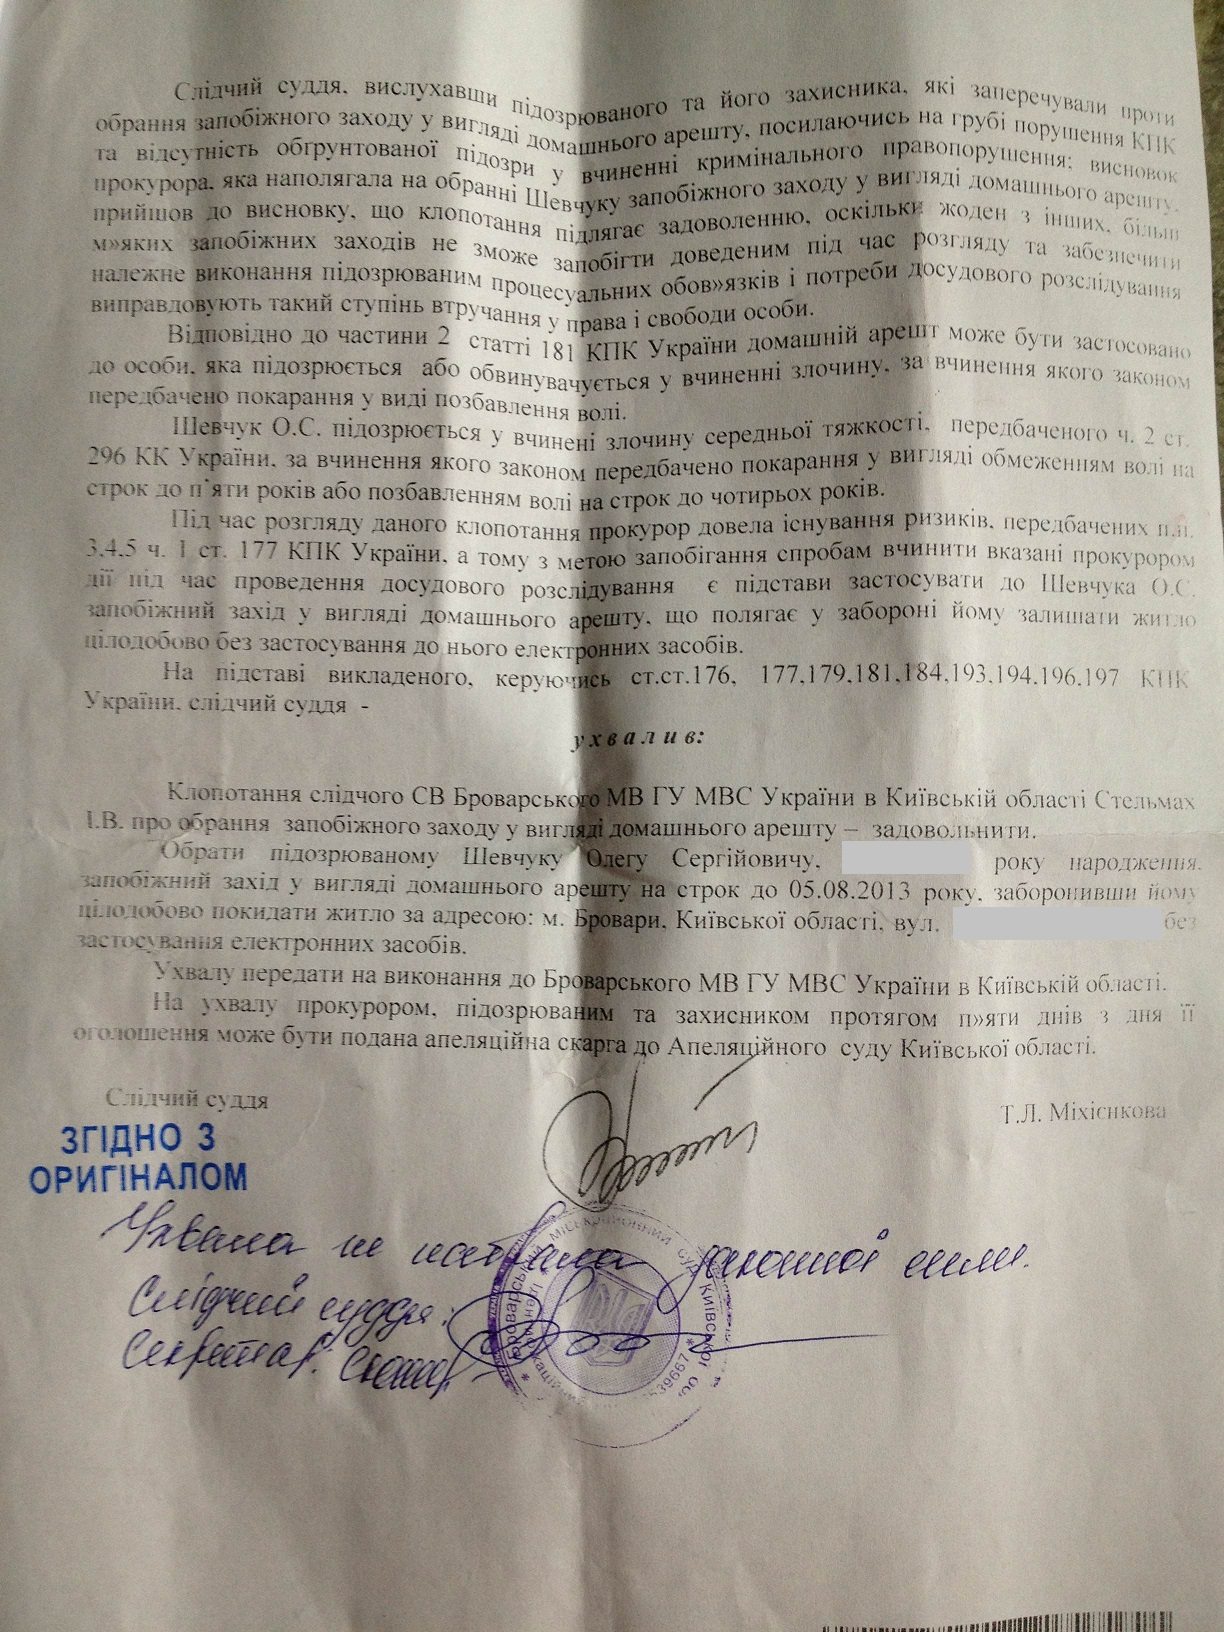 Слідчий суддя, вислухавши підозрюваного та його захисника, які заперечували проти
обрання запобіжного заходу у вигляді домашнього арешту, посилаючись на грубі порушення КПК
та відсутність обґрунтованої підозри у вчиненні кримінального правопорушення; висновок
прокурора, яка наполягала на обранні Шевчуку запобіжного заходу у вигляді домашнього арешту,
прийшов до висновку, що клопотання підлягає задоволенню, оскільки жоден з інших, більш
м»яких запобіжних заходів не зможе запобігти доведеним під час розгляду та забезпечити
належне виконання підозрюваним процесуальних обов»язків і потреби досудового розслідування
виправдовують такий ступінь втручання у права і свободи особи.
Відповідно до частини 2 статті 181 КПК України домашній арешт може бути застосовано
до особи, яка підозрюється або обвинувачується у вчиненні злочину, за вчинення якого законом
передбачено покарання у виді позбавлення волі.
Шевчук О.С. підозрюється у вчинені злочину середньої тяжкості, передбаченого ч. 2 ст.
296 КК України, за вчинення якого законом передбачено покарання у вигляді обмеженням волі на
строк до п'яти років або позбавленням волі на строк до чотирьох років.
Під час розгляду даного клопотання прокурор довела існування ризиків, передбачених п.п.
3,4,5 ч. 1 ст. 177 КПК України, а тому з метою запобігання спробам вчинити вказані прокурором
дії під час проведення досудового розслідування є підстави застосувати до Шевчука О.С.
запобіжний захід у вигляді домашнього арешту, що полягає у забороні йому залишати житло
цілодобово без застосування до нього електронних засобів.
На підставі викладеного, керуючись ст.ст.176, 177,179,181,184,193,194,196,197 КПК
України, слідчий суддя -
ухвалив:
Клопотання слідчого СВ Броварського МВ ГУ МВС України в Київській області Стельмах
І.В. про обрання запобіжного заходу у вигляді домашнього арешту – задовольнити.
Обрати підозрюваному Шевчуку Олегу Сергійовичу, року народження,
запобіжний захід у вигляді домашнього арешту на строк до 05.08.2013 року, заборонивши йому
цілодобово покидати житло за адресою: м. Бровари, Київської області, вул. без
застосування електронних засобів.
Ухвалу передати на виконання до Броварського МВ ГУ МВС України в Київській області.
На ухвалу прокурором, підозрюваним та захисником протягом п»яти днів з дня її
оголошення може бути подана апеляційна скарга до Апеляційного суду Київської області.
Слідчий суддя Т.Л. Міхієнкова
ЗГІДНО З
ОРИГІНАЛОМ
Ухвала не набрала законної сили.
Слідчий суддя:
Секретар:
Броварський міськрайонний суд Київської